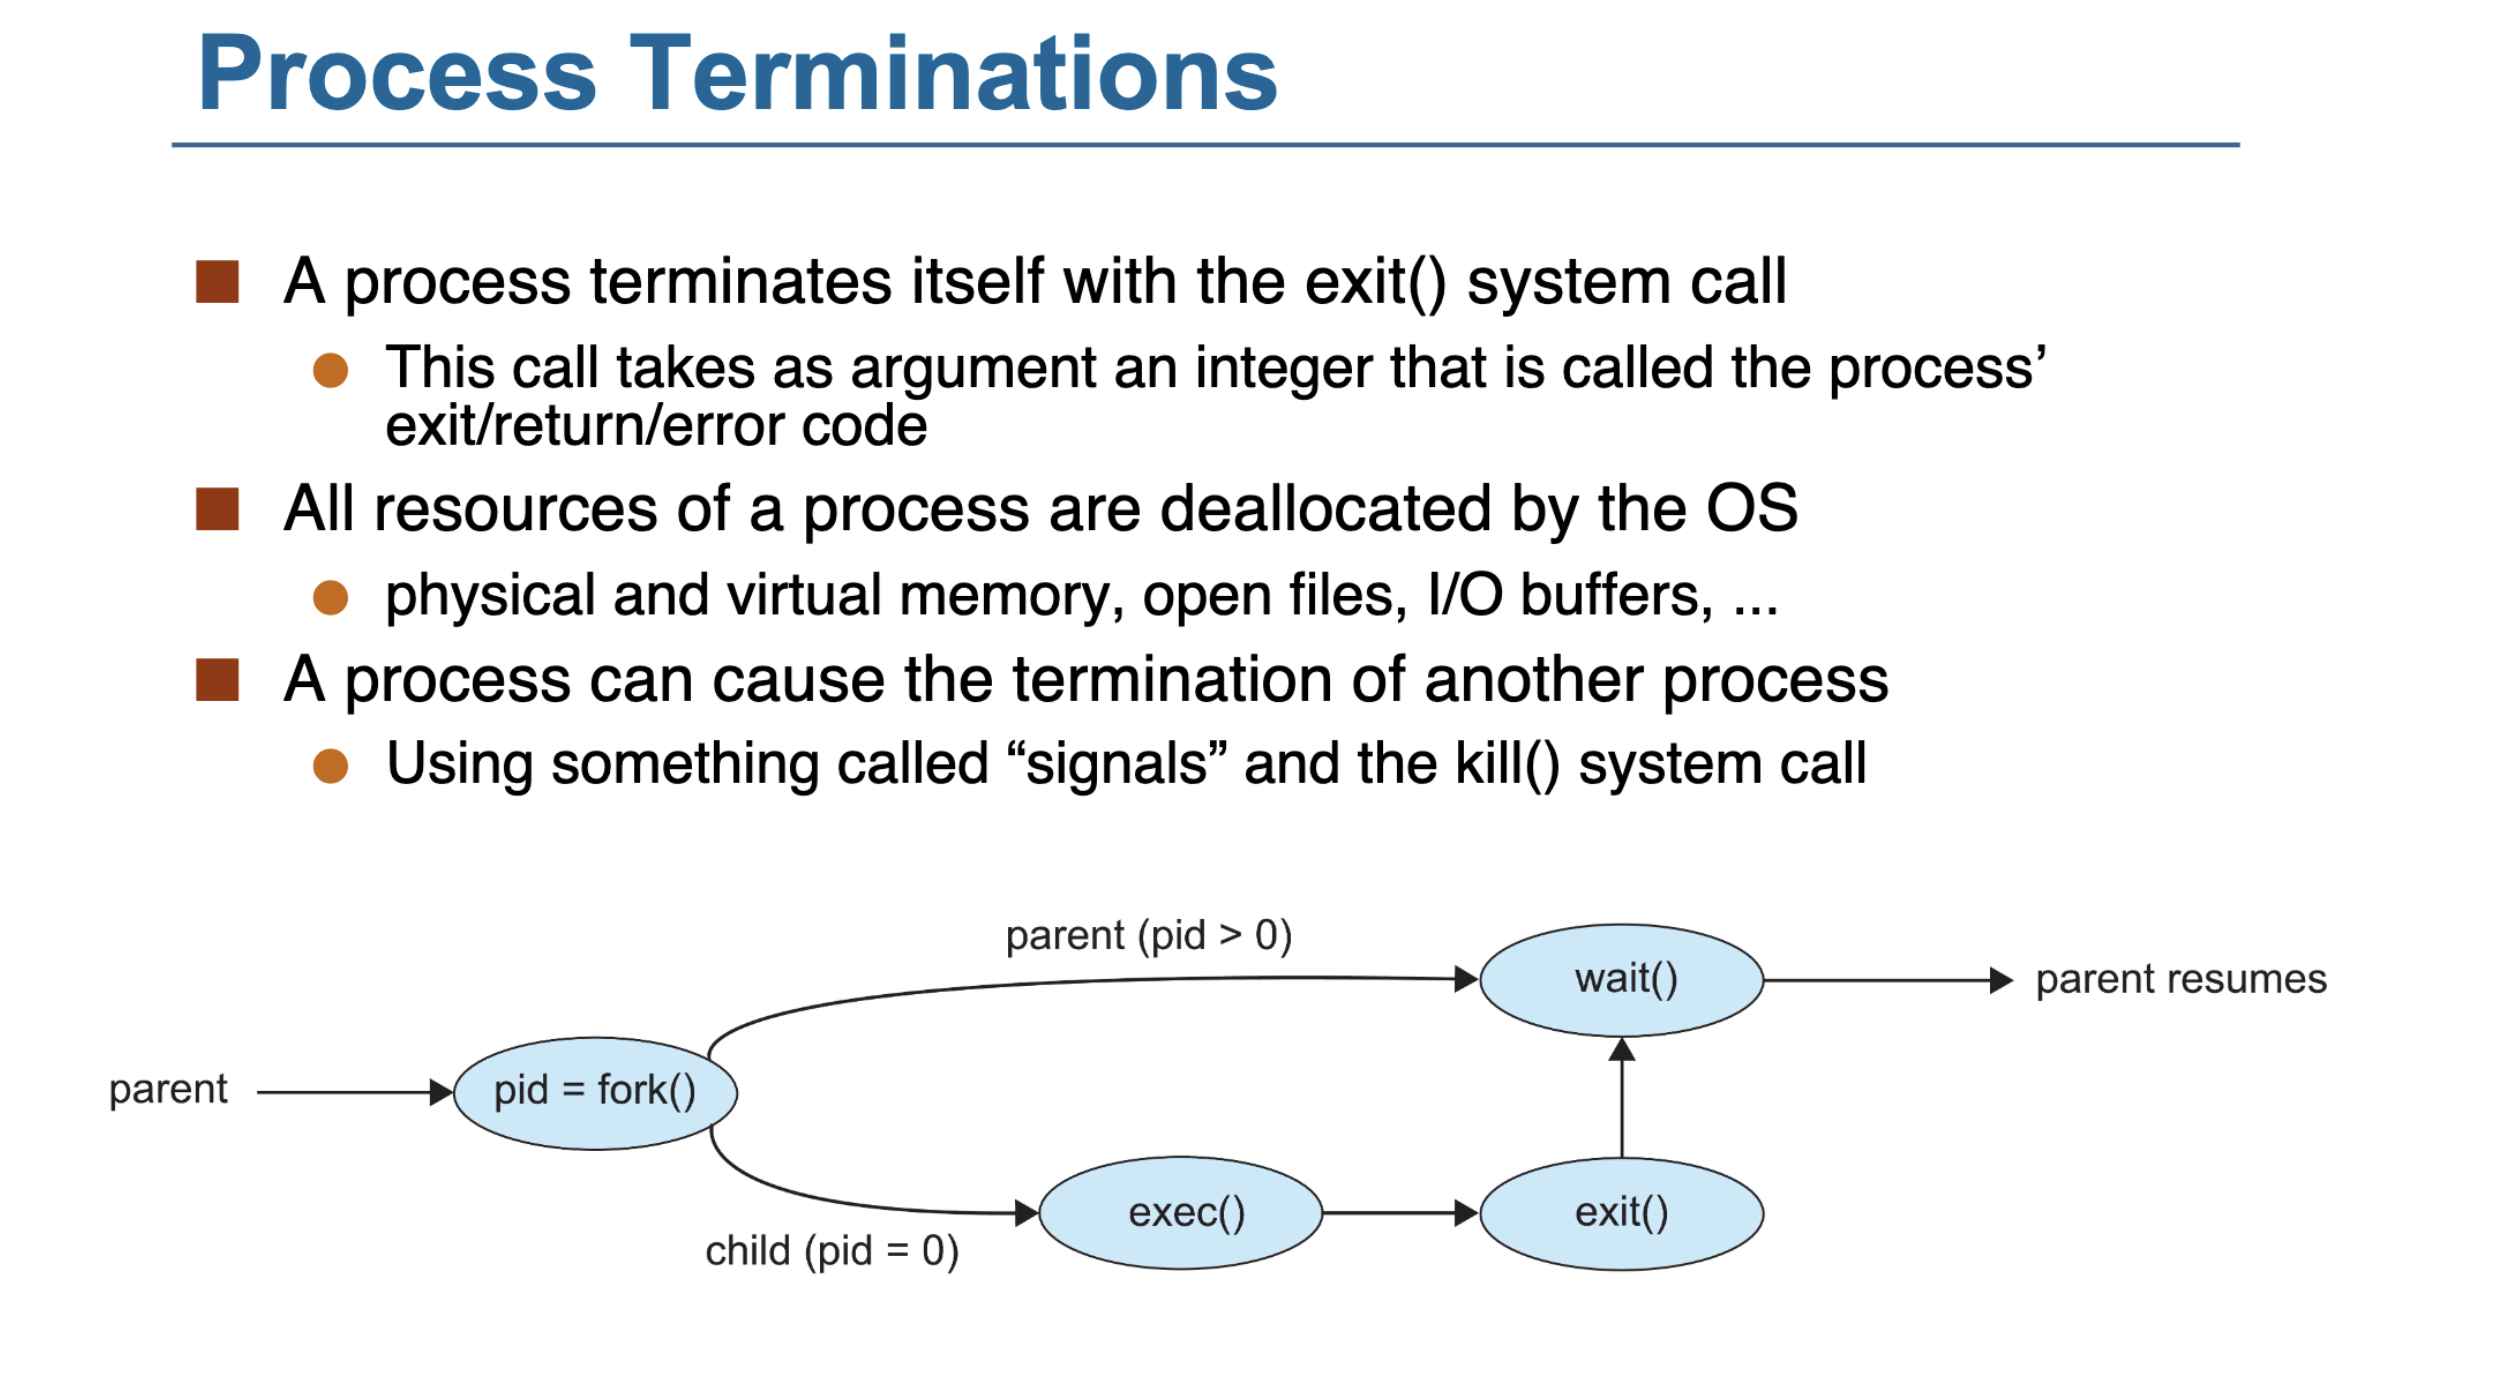 Process Terminations
A process terminates itself with the exit() system call
This call takes as argument an integer that is called the process’
exit/return/error code
All resources of a process are deallocated by the OS
physical and virtual memory, open files, I/O buffers, ...
A process can cause the termination of another process
Using something called “signals” and the kill() system call
parent (pid > 0)
wait()
parent resumes
parent
pid = fork()
exec()
exit()
child (pid = 0)